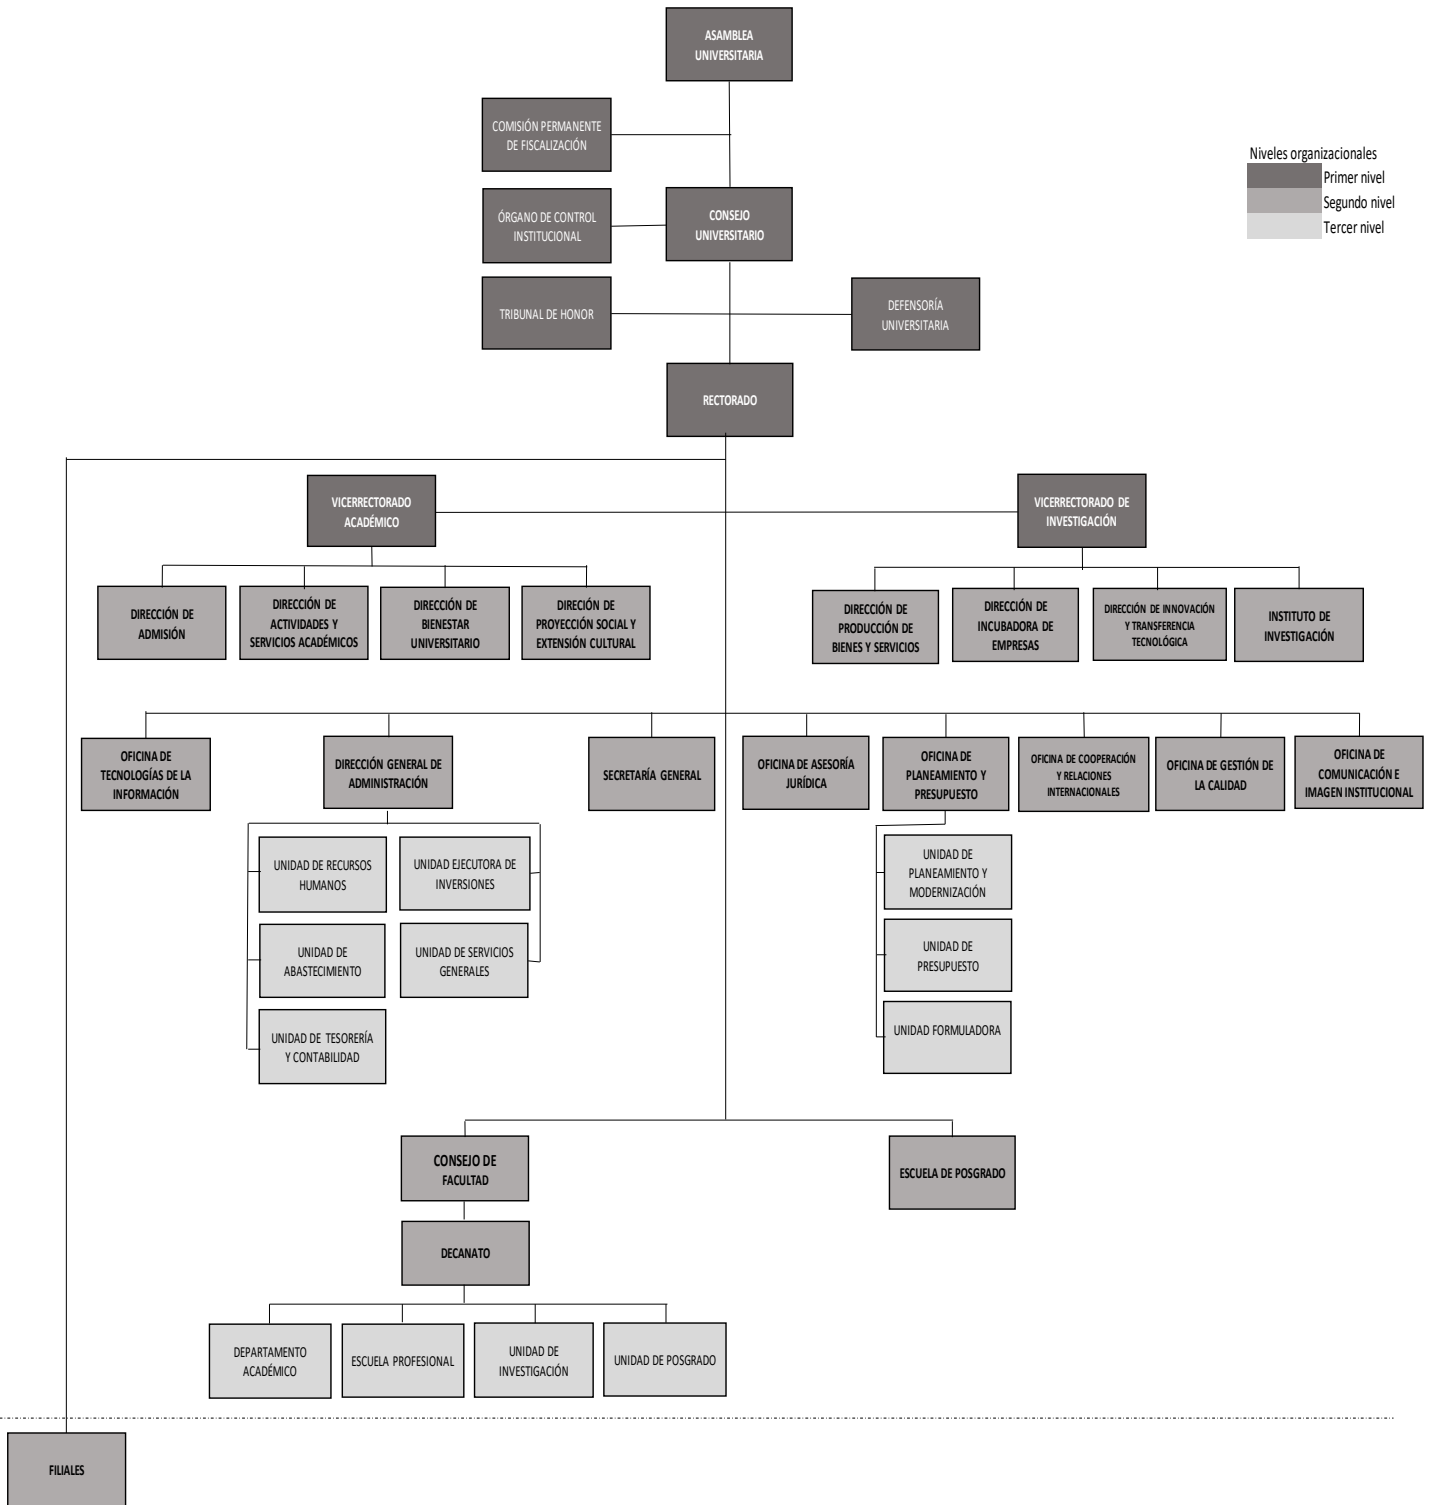 ASAMBLEA
UNIVERSITARIA
COMISIÓN PERMANENTE
DE FISCALIZACIÓN
Niveles organizacionales
Primer nivel
Segundo nivel
Tercer nivel
ÓRGANO DE CONTROL
INSTITUCIONAL
CONSEJO
UNIVERSITARIO
TRIBUNAL DE HONOR
DEFENSORÍA
UNIVERSITARIA
RECTORADO
VICERRECTORADO
ACADÉMICO
VICERRECTORADO DE
INVESTIGACIÓN
DIRECCIÓN DE
ADMISIÓN
DIRECCIÓN DE
ACTIVIDADES Y
SERVICIOS ACADÉMICOS
DIRECCIÓN DE
BIENESTAR
UNIVERSITARIO
DIRECIÓN DE
PROYECCIÓN SOCIAL Y
EXTENSIÓN CULTURAL
DIRECCIÓN DE
PRODUCCIÓN DE
BIENES Y SERVICIOS
DIRECCIÓN DE
INCUBADORA DE
EMPRESAS
DIRECCIÓN DE INNOVACIÓN
Y TRANSFERENCIA
TECNOLÓGICA
INSTITUTO DE
INVESTIGACIÓN
OFICINA DE
TECNOLOGÍAS DE LA
INFORMACIÓN
DIRECCIÓN GENERAL DE
ADMINISTRACIÓN
SECRETARÍA GENERAL
OFICINA DE ASESORÍA
JURÍDICA
OFICINA DE
PLANEAMIENTO Y
PRESUPUESTO
OFICINA DE COOPERACIÓN
Y RELACIONES
INTERNACIONALES
OFICINA DE GESTIÓN DE
LA CALIDAD
OFICINA DE
COMUNICACIÓN E
IMAGEN INSTITUCIONAL
UNIDAD DE RECURSOS
HUMANOS
UNIDAD EJECUTORA DE
INVERSIONES
UNIDAD DE
PLANEAMIENTO Y
MODERNIZACIÓN
UNIDAD DE
ABASTECIMIENTO
UNIDAD DE SERVICIOS
GENERALES
UNIDAD DE
PRESUPUESTO
UNIDAD DE TESORERÍA
Y CONTABILIDAD
UNIDAD FORMULADORA
CONSEJO DE
FACULTAD
ESCUELA DE POSGRADO
DECANATO
DEPARTAMENTO
ACADÉMICO
ESCUELA PROFESIONAL
UNIDAD DE
INVESTIGACIÓN
UNIDAD DE POSGRADO
FILIALES